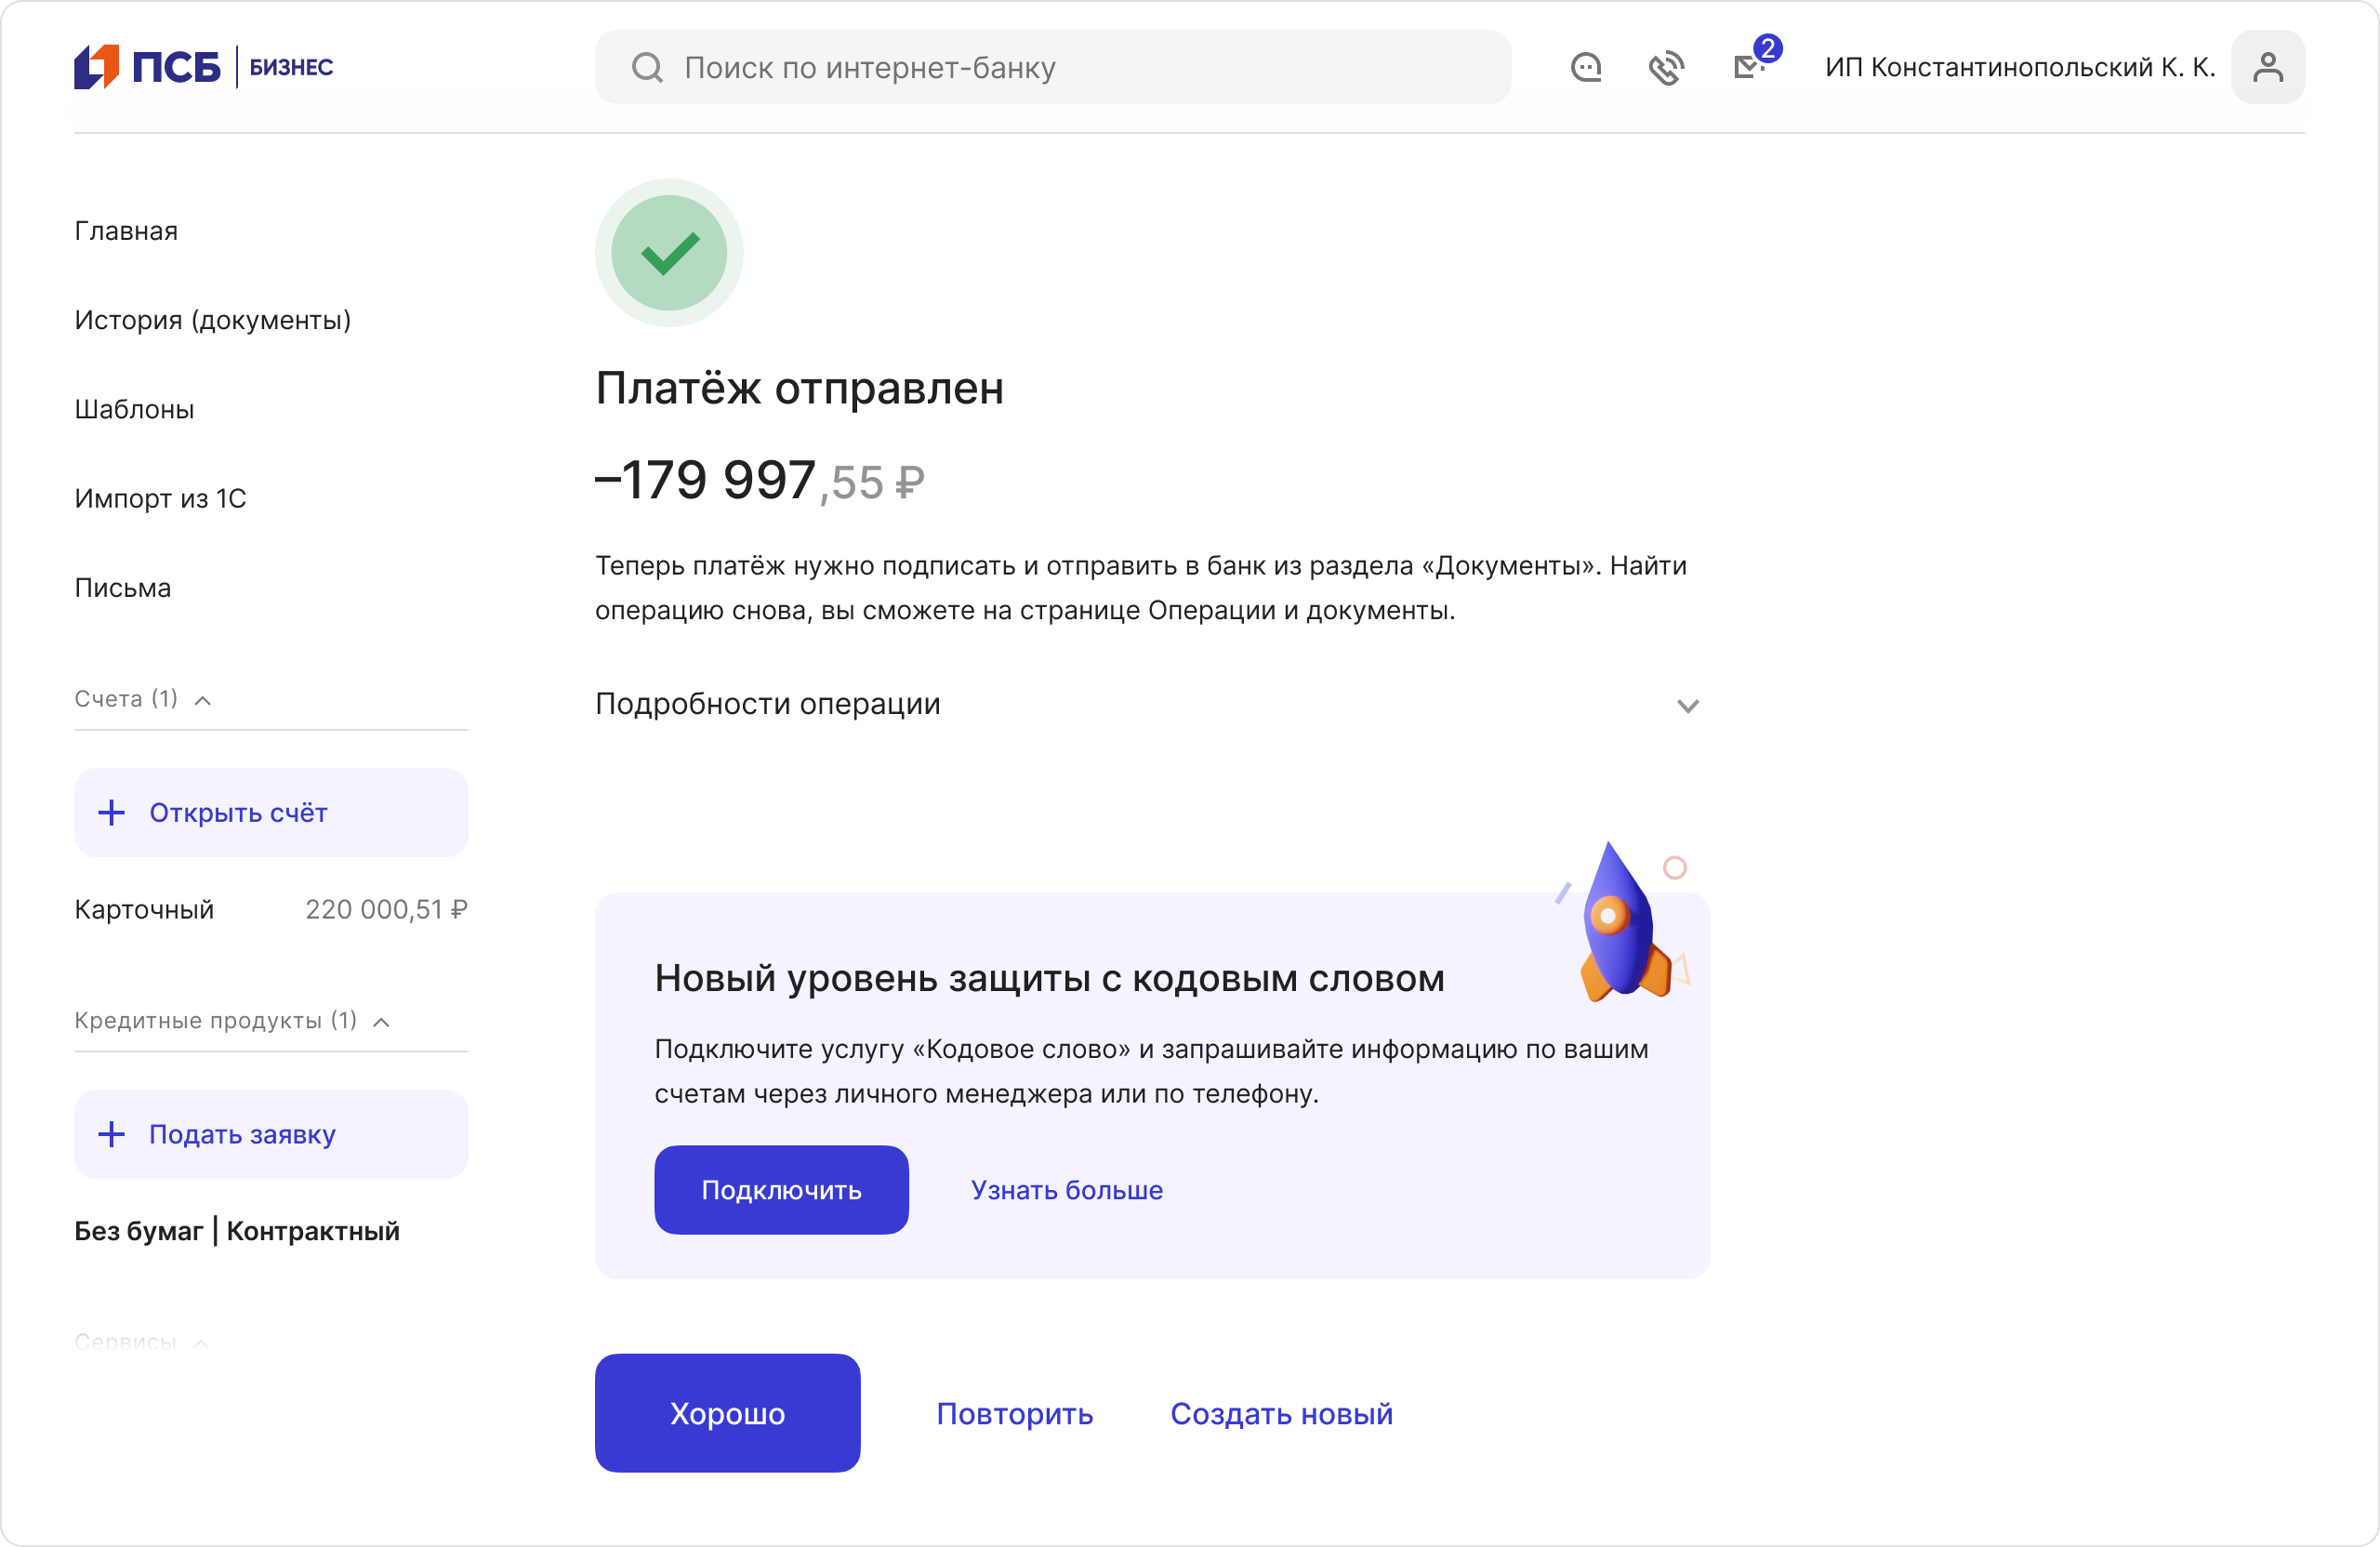 ПСБ БИЗНЕС
Поиск по интернет-банку
2
ИП Константинопольский К. К.
Главная
История (документы)
Шаблоны
Импорт из 1С
Письма
Счета (1)
Открыть счёт
Карточный 220 000,51 ₽
Кредитные продукты (1)
Подать заявку
Без бумаг | Контрактный
Сервисы
Платёж отправлен
–179 997,55 ₽
Теперь платёж нужно подписать и отправить в банк из раздела «Документы». Найти
операцию снова, вы сможете на странице Операции и документы.
Подробности операции
Новый уровень защиты с кодовым словом
Подключите услугу «Кодовое слово» и запрашивайте информацию по вашим
счетам через личного менеджера или по телефону.
Подключить
Узнать больше
Хорошо
Повторить
Создать новый